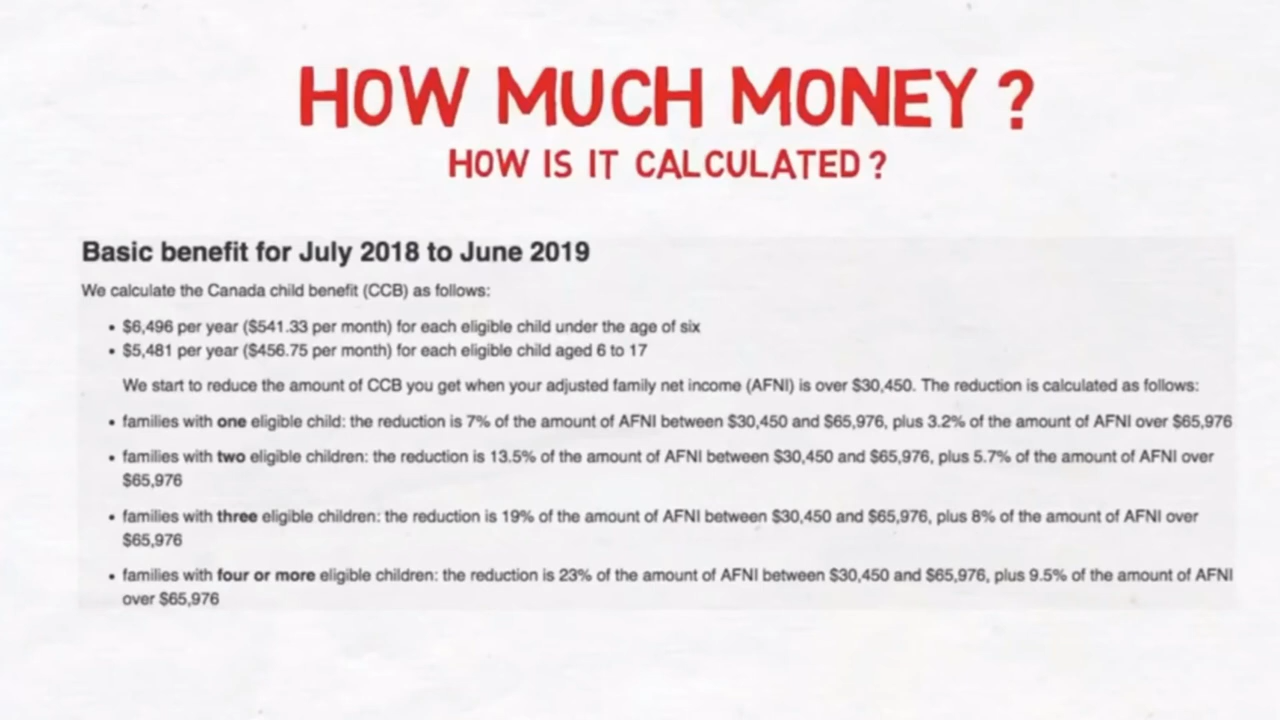 HOW MUCH MONEY ?
HOW IS IT CALCULATED ?
Basic benefit for July 2018 to June 2019
We calculate the Canada child benefit (CCB) as follows:
• $6,496 per year ($541.33 per month) for each eligible child under the age of six
• $5,481 per year ($456.75 per month) for each eligible child aged 6 to 17
We start to reduce the amount of CCB you get when your adjusted family net income (AFNI) is over $30,450. The reduction is calculated as follows:
• families with one eligible child: the reduction is 7% of the amount of AFNI between $30,450 and $65,976, plus 3.2% of the amount of AFNI over $65,976
• families with two eligible children: the reduction is 13.5% of the amount of AFNI between $30,450 and $65,976, plus 5.7% of the amount of AFNI over
$65,976
• families with three eligible children: the reduction is 19% of the amount of AFNI between $30,450 and $65,976, plus 8% of the amount of AFNI over
$65,976
• families with four or more eligible children: the reduction is 23% of the amount of AFNI between $30,450 and $65,976, plus 9.5% of the amount of AFNI
over $65,976